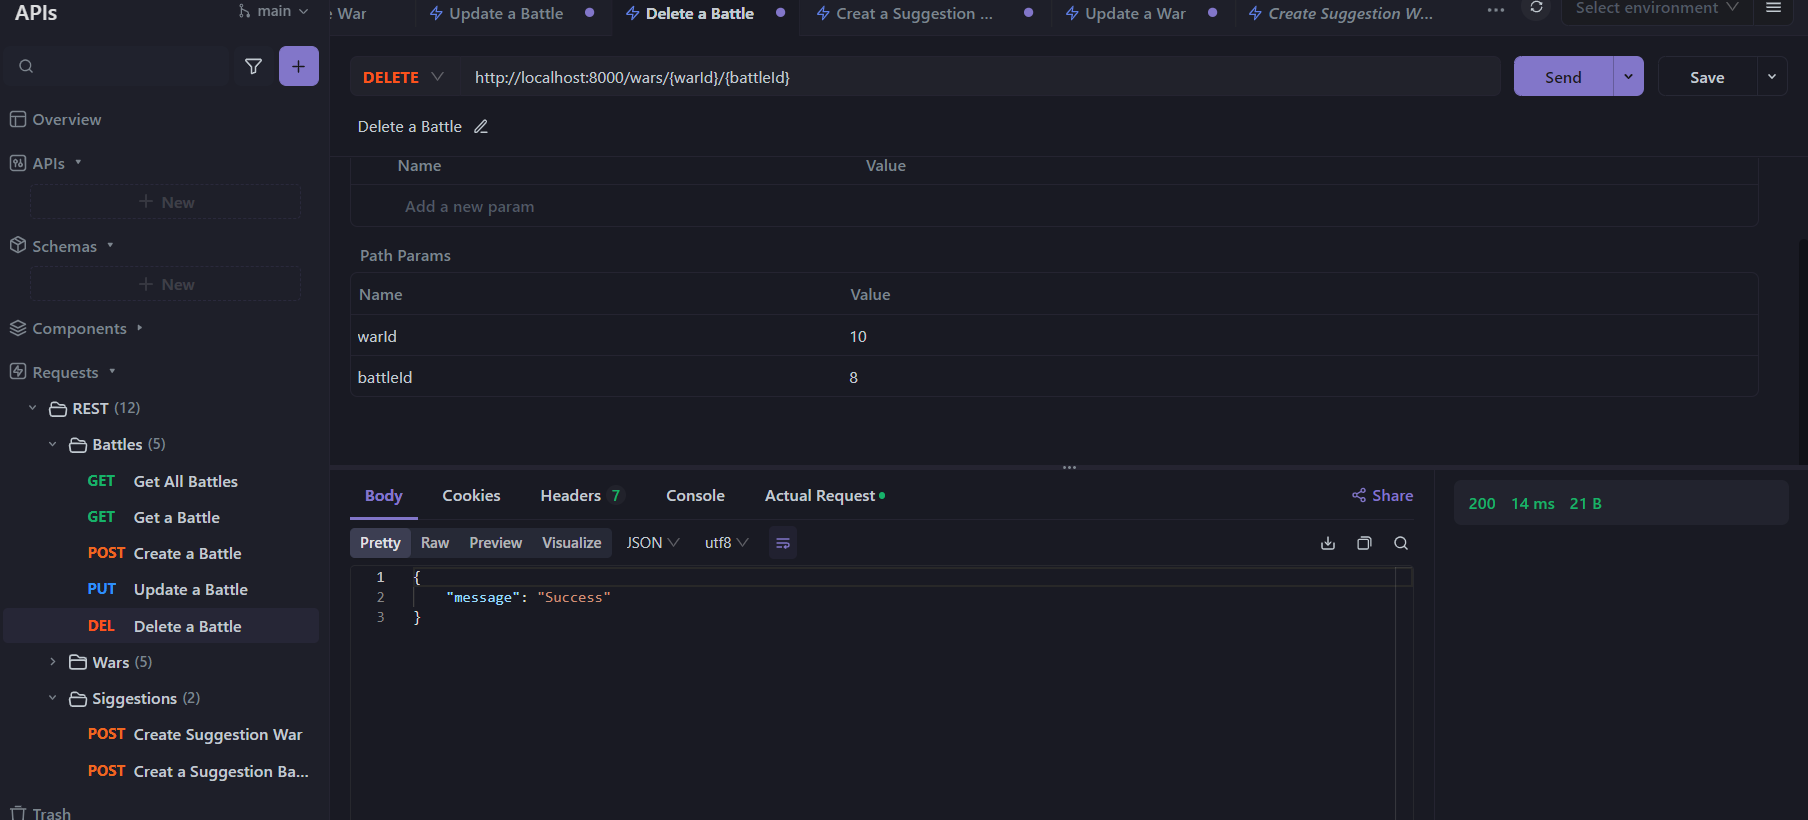 APIs
main
e War
Update a Battle
Delete a Battle
Creat a Suggestion ...
Update a War
Create Suggestion W...
Select environment
DELETE
http://localhost:8000/wars/{warId}/{battleId}
Send
Save
Delete a Battle
Overview
APIs
New
Schemas
New
Components
Requests
REST (12)
Battles (5)
GET Get All Battles
GET Get a Battle
POST Create a Battle
PUT Update a Battle
DEL Delete a Battle
Wars (5)
Siggestions (2)
POST Create Suggestion War
POST Creat a Suggestion Ba...
Trash
Name Value
Add a new param
Path Params
Name Value
warId 10
battleId 8
Body Cookies Headers 7 Console Actual Request
Share
200 14 ms 21 B
Pretty Raw Preview Visualize JSON utf8
1 {
2 "message": "Success"
3 }